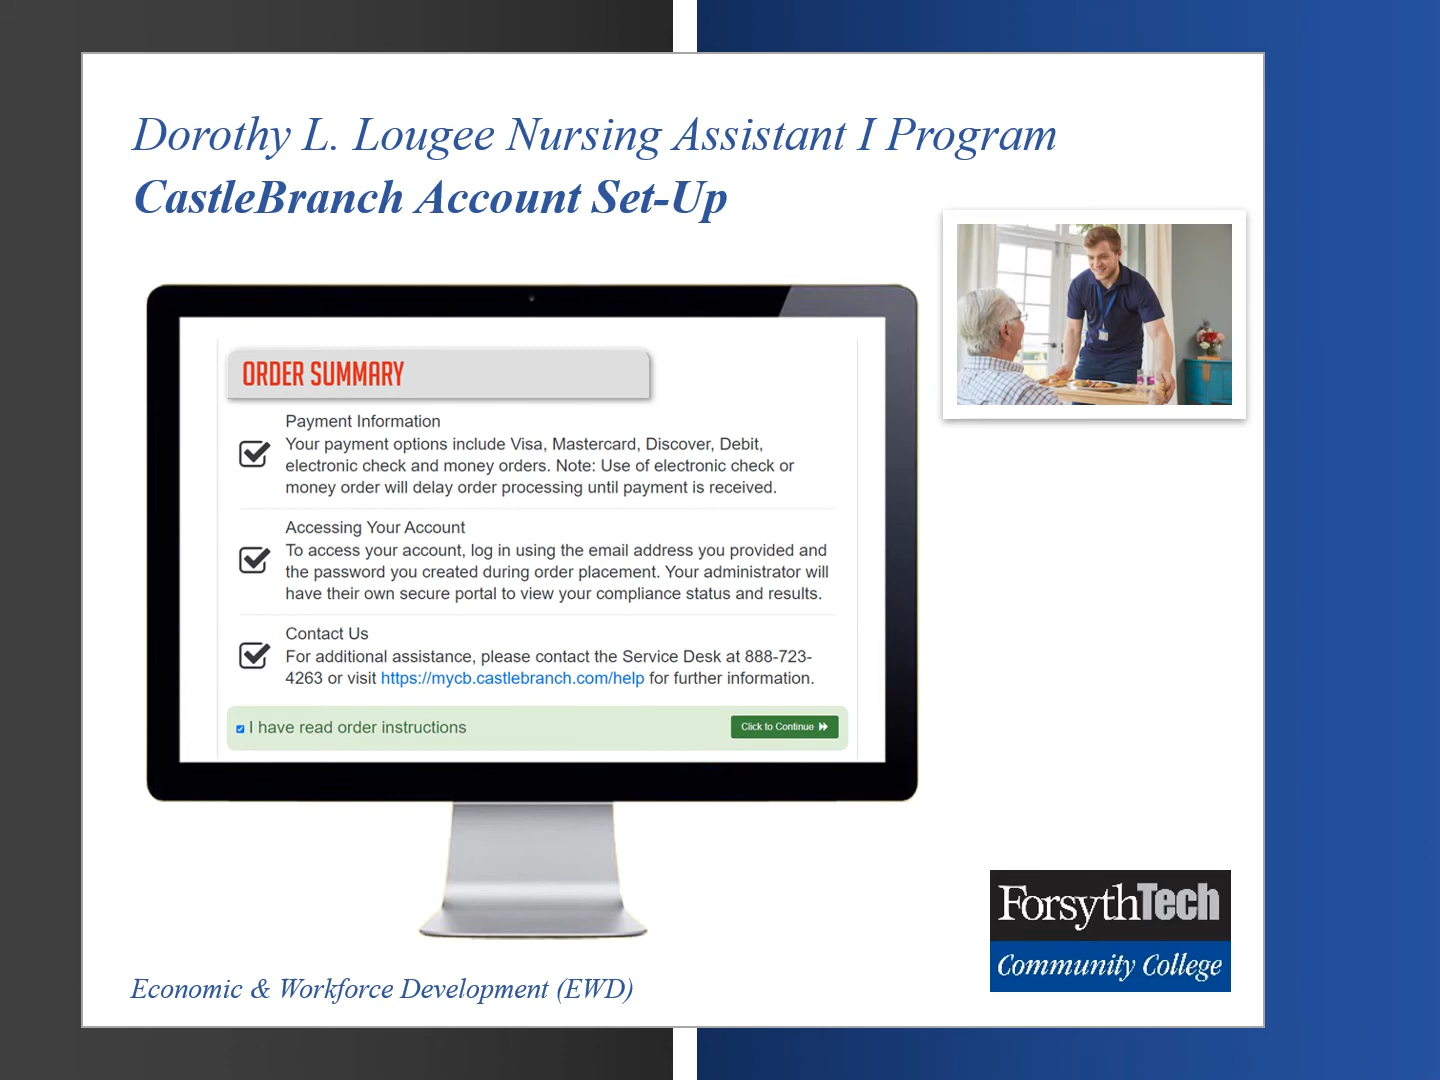 Dorothy L. Lougee Nursing Assistant I Program
CastleBranch Account Set-Up
ORDER SUMMARY
Payment Information
Your payment options include Visa, Mastercard, Discover, Debit,
electronic check and money orders. Note: Use of electronic check or
money order will delay order processing until payment is received.
Accessing Your Account
To access your account, log in using the email address you provided and
the password you created during order placement. Your administrator will
have their own secure portal to view your compliance status and results.
Contact Us
For additional assistance, please contact the Service Desk at 888-723-
4263 or visit https://mycb.castlebranch.com/help for further information.
I have read order instructions
Click to Continue
ForsythTech
Community College
Economic & Workforce Development (EWD)